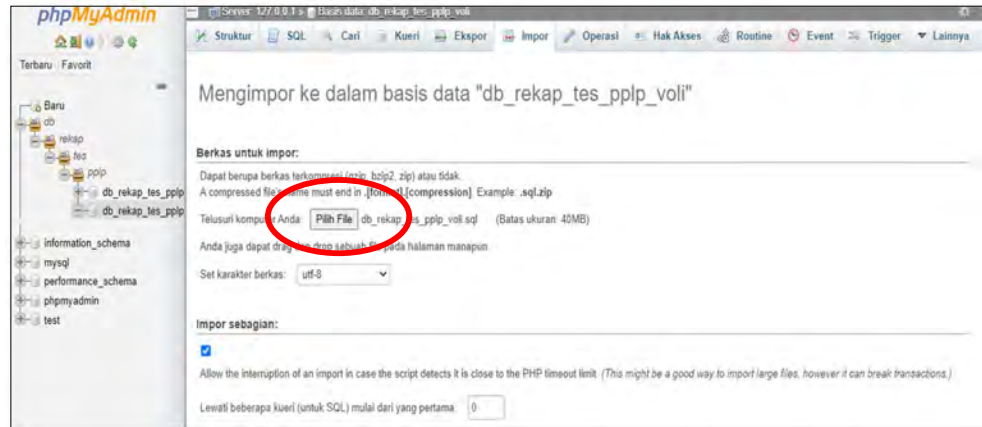 phpMyAdmin
Terbaru Favorit
Baru
db
rekap
tes
pplp
db_rekap_tes_pplp
db_rekap_tes_pplp
information_schema
mysql
performance_schema
phpmyadmin
test
Server: 127.0.0.1 » Basis data: db_rekap_tes_pplp_voli
Struktur SQL Cari Kueri Ekspor Impor Operasi Hak Akses Routine Event Trigger Lainnya
Mengimpor ke dalam basis data "db_rekap_tes_pplp_voli"
Berkas untuk impor:
Dapat berupa berkas terkompresi (gzip, bzip2, zip) atau tidak.
A compressed file's name must end in .[format].[compression]. Example: .sql.zip
Telusuri komputer Anda: Pilih File db_rekap_tes_pplp_voli.sql (Batas ukuran: 40MB)
Anda juga dapat drag dan drop sebuah file pada halaman manapun
Set karakter berkas: utf-8
Impor sebagian:
Allow the interruption of an import in case the script detects it is close to the PHP timeout limit. (This might be a good way to import large files, however it can break transactions.)
Lewati beberapa kueri (untuk SQL) mulai dari yang pertama: 0